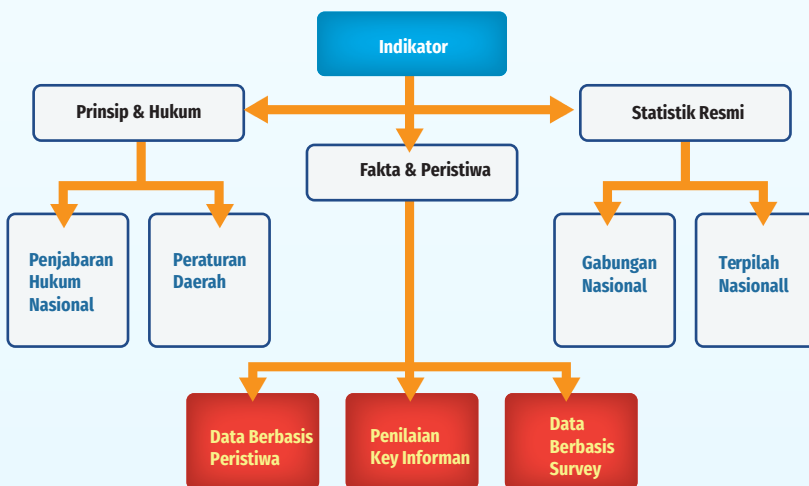 Indikator
Prinsip & Hukum
Statistik Resmi
Fakta & Peristiwa
Penjabaran
Hukum
Nasional
Peraturan
Daerah
Gabungan
Nasional
Terpilah
Nasionall
Data Berbasis
Peristiwa
Penilaian
Key Informan
Data
Berbasis
Survey